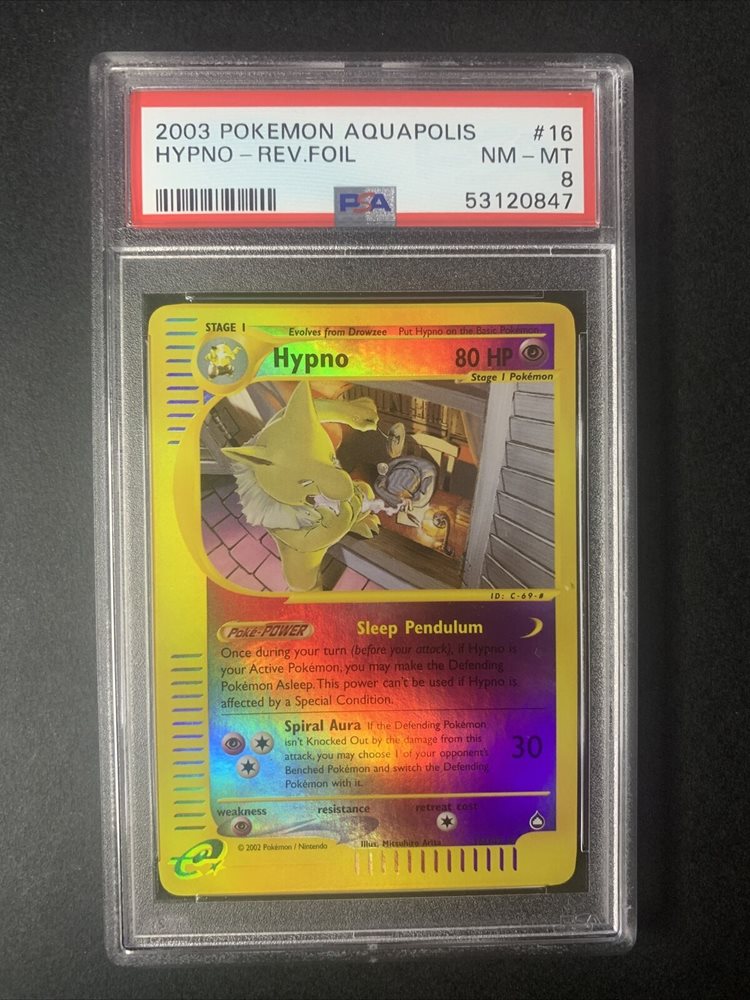 2003 POKEMON AQUAPOLIS #16
HYPNO - REV.FOIL NM - MT
8
PSA 53120847
STAGE 1 Evolves from Drowzee Put Hypno on the Basic Pokémon
Hypno 80 HP
Stage 1 Pokémon
ID: C-69-#
Poké-POWER Sleep Pendulum
Once during your turn (before your attack), if Hypno is
your Active Pokémon, you may make the Defending
Pokémon Asleep. This power can't be used if Hypno is
affected by a Special Condition.
Spiral Aura If the Defending Pokémon
isn't Knocked Out by the damage from this
attack, you may choose 1 of your opponent's
Benched Pokémon and switch the Defending
Pokémon with it.
30
weakness resistance retreat cost
© 2002 Pokémon / Nintendo Illus. Mitsuhiro Arita
e
PSA